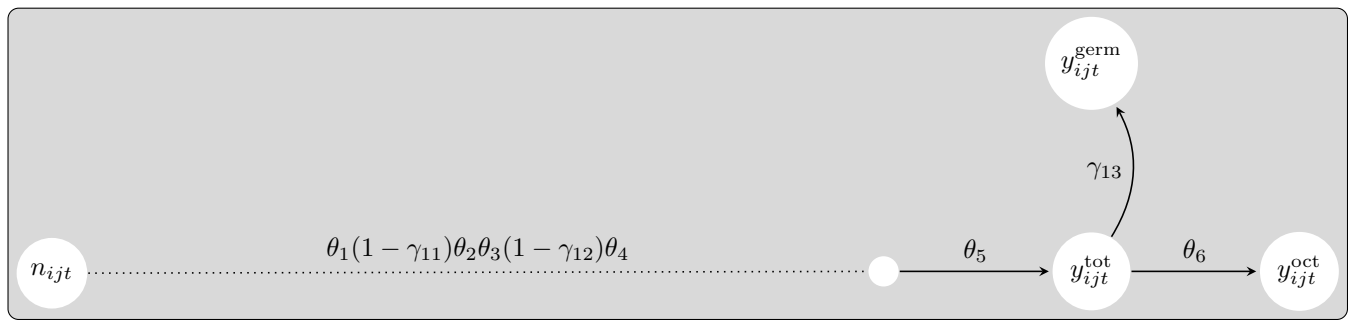 y_{ijt}^{germ}
γ_{13}
n_{ijt}
θ_1(1 − γ_{11})θ_2θ_3(1 − γ_{12})θ_4
θ_5
y_{ijt}^{tot}
θ_6
y_{ijt}^{oct}